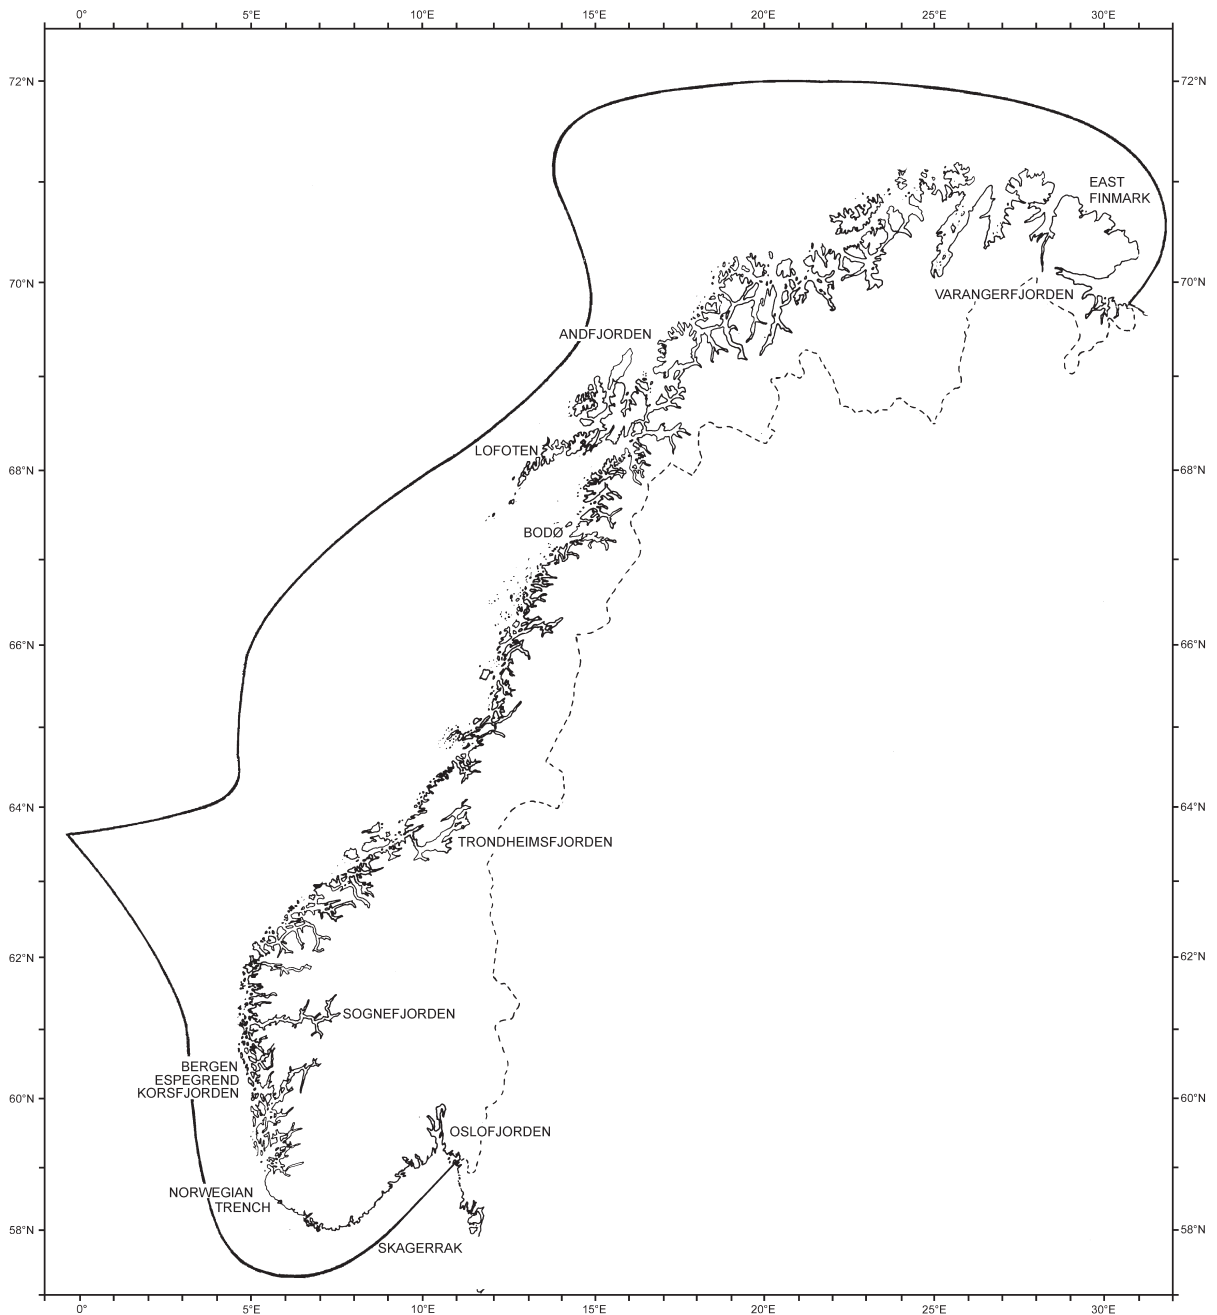 0° 5°E 10°E 15°E 20°E 25°E 30°E
72°N 72°N
EAST
FINMARK
70°N 70°N
VARANGERFJORDEN
ANDFJORDEN
LOFOTEN
68°N 68°N
BODØ
66°N 66°N
64°N 64°N
TRONDHEIMSFJORDEN
62°N 62°N
SOGNEFJORDEN
BERGEN
ESPEGREND
KORSFJORDEN
60°N 60°N
OSLOFJORDEN
NORWEGIAN
TRENCH
58°N 58°N
SKAGERRAK
0° 5°E 10°E 15°E 20°E 25°E 30°E